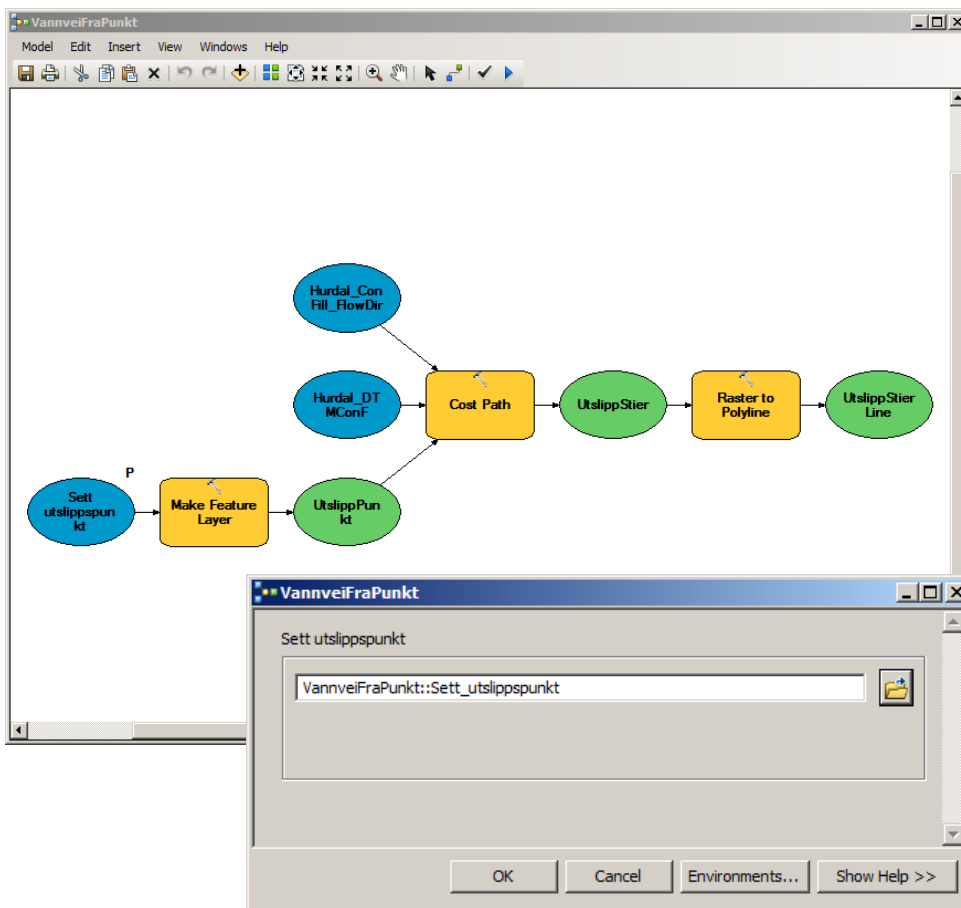 VannveiFraPunkt
Model Edit Insert View Windows Help
Hurdal_Con
Fill_FlowDir
Hurdal_DT
MConF
Cost Path
UtslippStier
Raster to
Polyline
UtslippStier
Line
P
Sett
utslippspun
kt
Make Feature
Layer
UtslippPun
kt
VannveiFraPunkt
Sett utslippspunkt
VannveiFraPunkt::Sett_utslippspunkt
OK Cancel Environments... Show Help >>